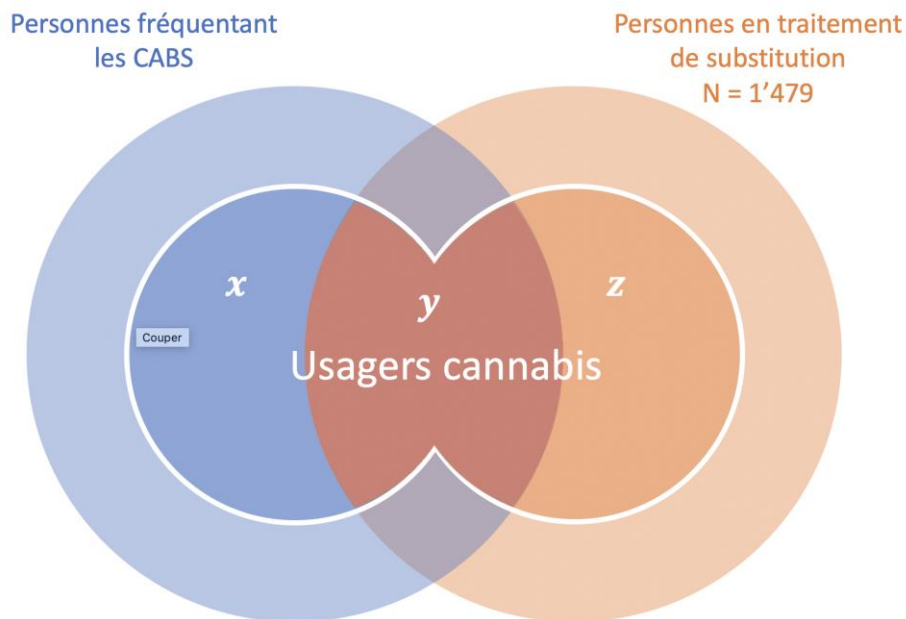 Personnes fréquentant
les CABS
Personnes en traitement
de substitution
N = 1'479
x
y
z
Couper
Usagers cannabis